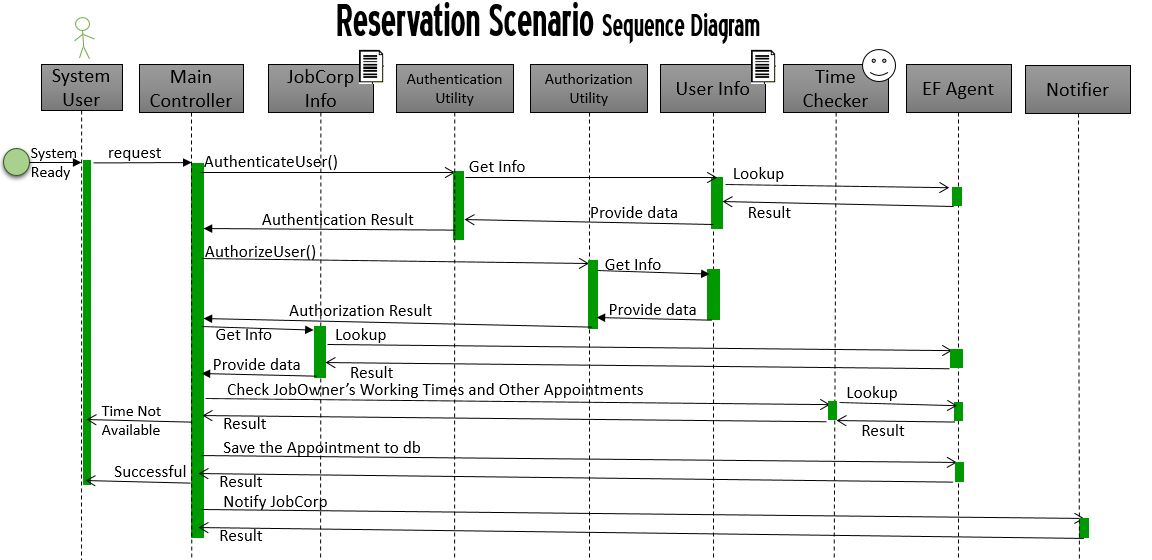 Reservation Scenario Sequence Diagram
System
User
Main
Controller
JobCorp
Info
Authentication
Utility
Authorization
Utility
User Info
Time
Checker
EF Agent
Notifier
System
Ready
request
AuthenticateUser()
Get Info
Lookup
Result
Provide data
Authentication Result
AuthorizeUser()
Get Info
Provide data
Authorization Result
Get Info
Lookup
Result
Provide data
Check JobOwner's Working Times and Other Appointments
Lookup
Result
Result
Time Not
Available
Save the Appointment to db
Result
Successful
Notify JobCorp
Result